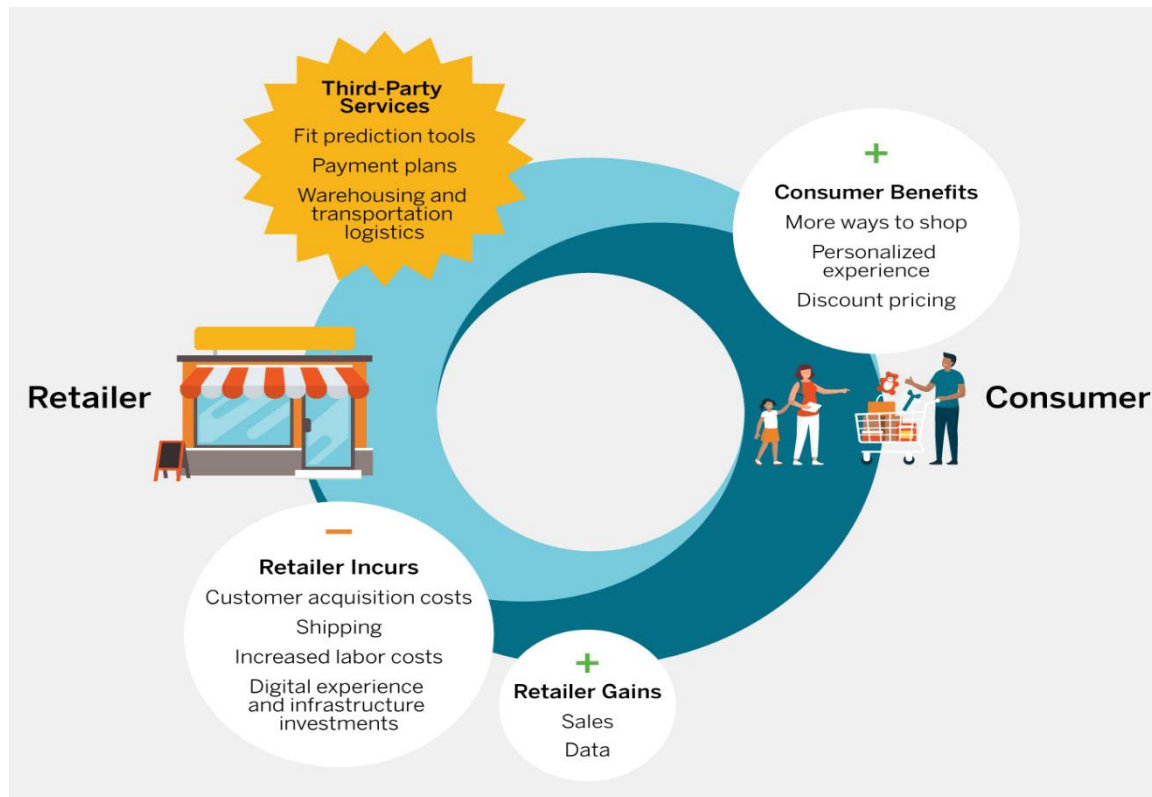 Third-Party
Services
Fit prediction tools
Payment plans
Warehousing and
transportation
logistics
+
Consumer Benefits
More ways to shop
Personalized
experience
Discount pricing
Retailer
Consumer
−
Retailer Incurs
Customer acquisition costs
Shipping
Increased labor costs
Digital experience
and infrastructure
investments
+
Retailer Gains
Sales
Data